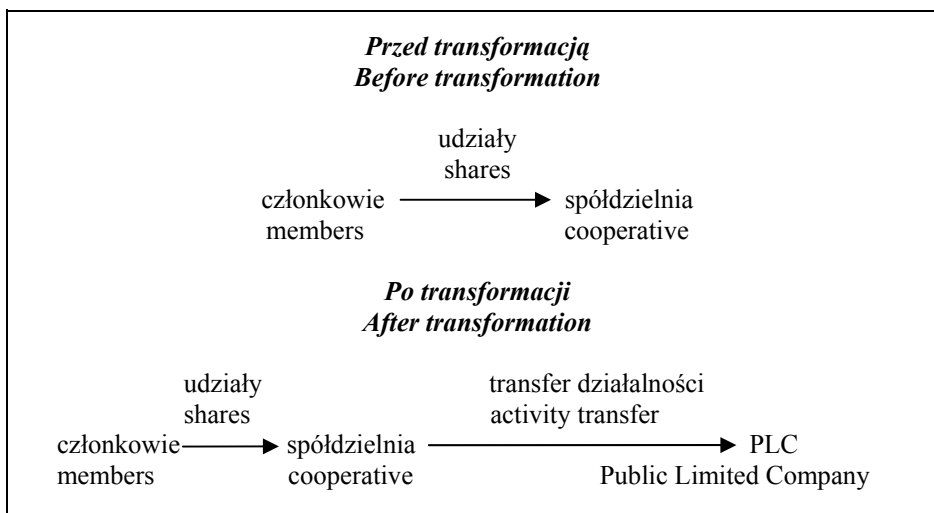 Przed transformacją
Before transformation
udziały
shares
członkowie spółdzielnia
members cooperative
Po transformacji
After transformation
udziały transfer działalności
shares activity transfer
członkowie spółdzielnia PLC
members cooperative Public Limited Company